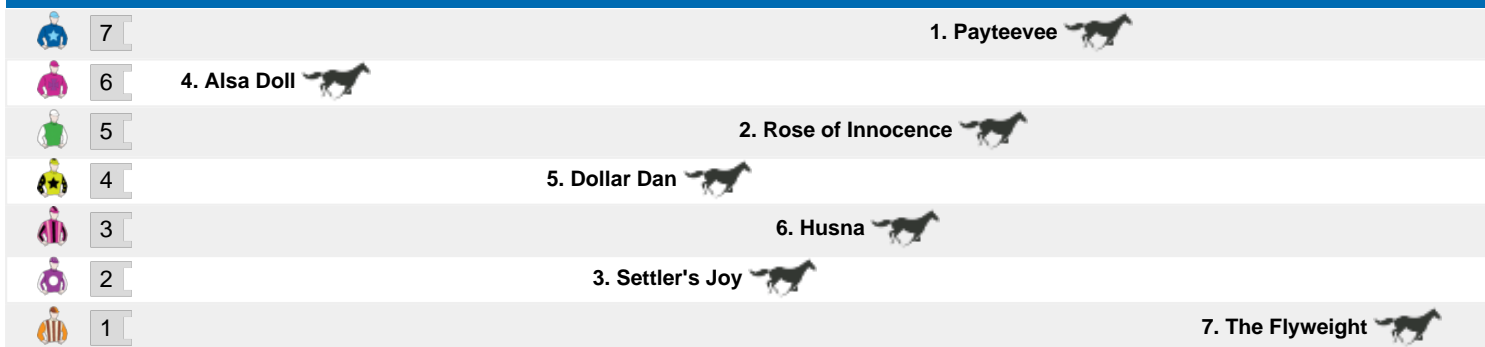 7 1. Payteevee
6 4. Alsa Doll
5 2. Rose of Innocence
4 5. Dollar Dan
3 6. Husna
2 3. Settler's Joy
1 7. The Flyweight